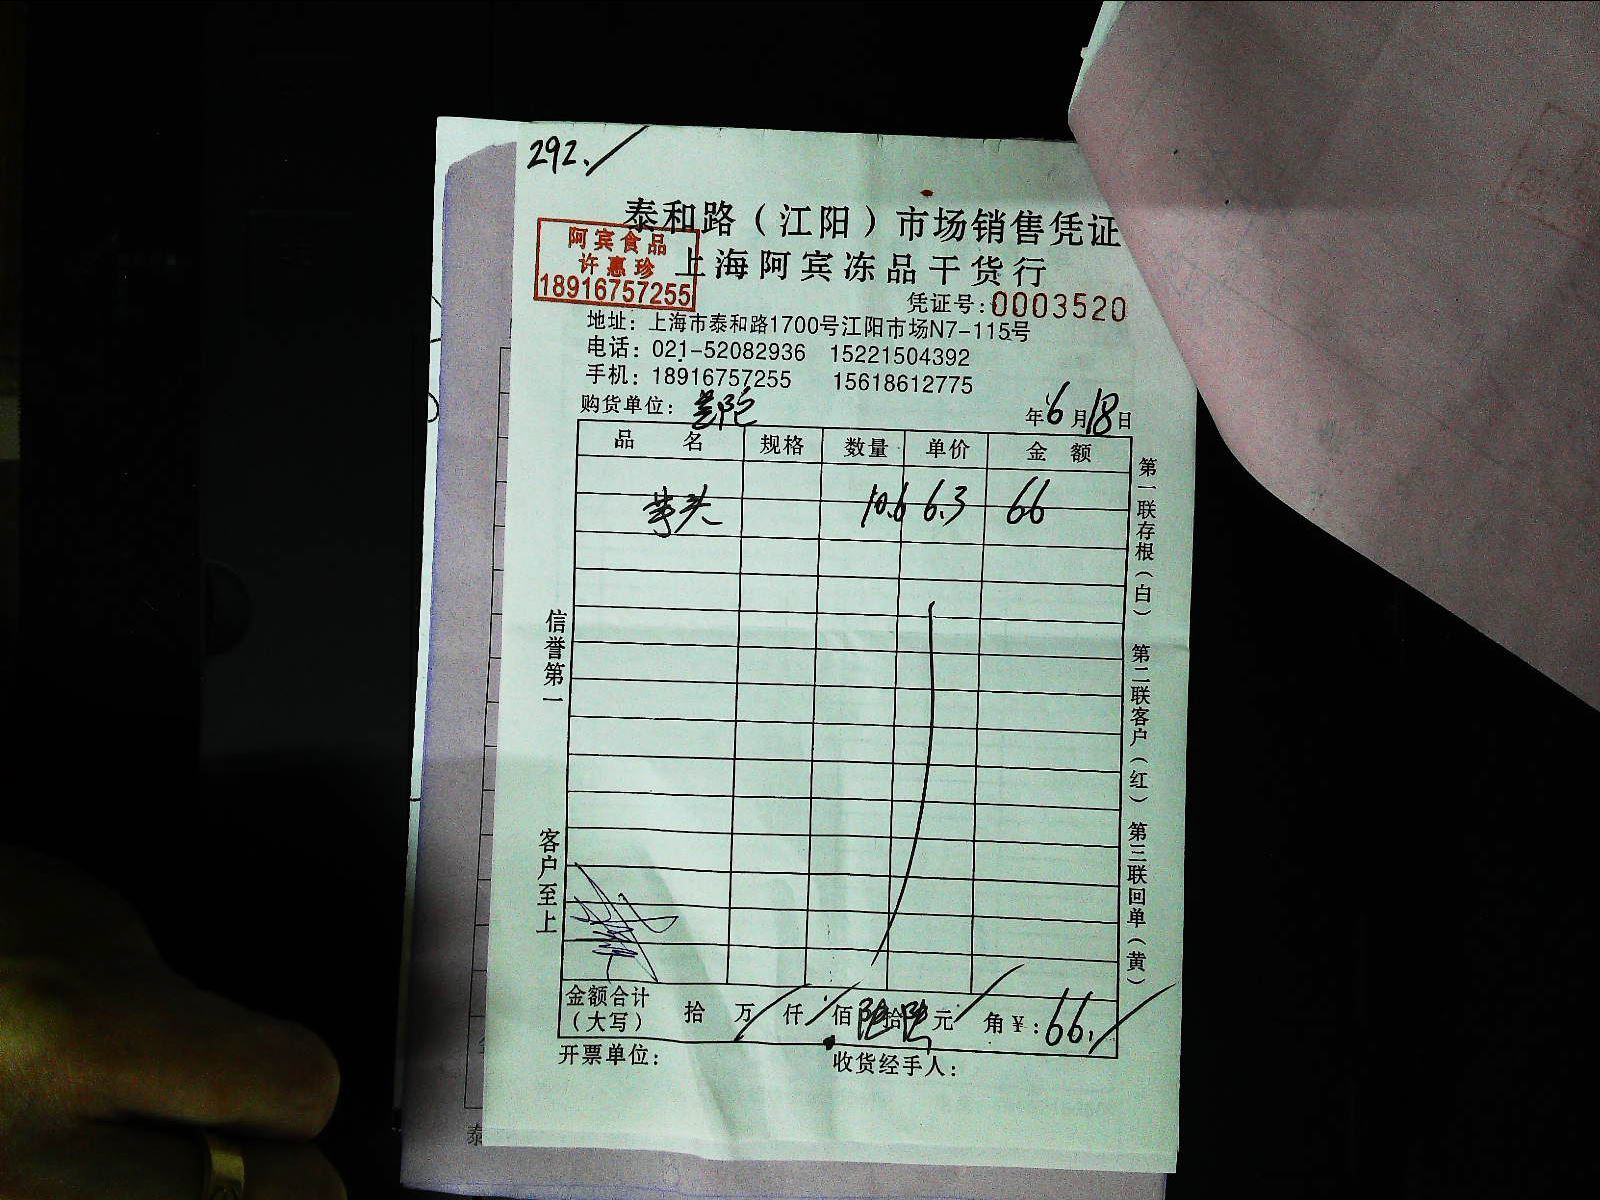 292.
泰和路（江阳）市场销售凭证
阿宾食品
许惠珍
18916757255
上海阿宾冻品干货行
凭证号:0003520
地址：上海市泰和路1700号江阳市场N7-115号
电话：021-52082936 15221504392
手机：18916757255 15618612775
购货单位：
年6月18日
品名 规格 数量 单价 金额
芋头 10.6 6.3 66
信誉第一
客户至上
第一联存根（白） 第二联客户（红） 第三联回单（黄）
金额合计（大写） 拾 万 仟 佰 陆拾陆元 角 ￥:66.
开票单位： 收货经手人：
泰